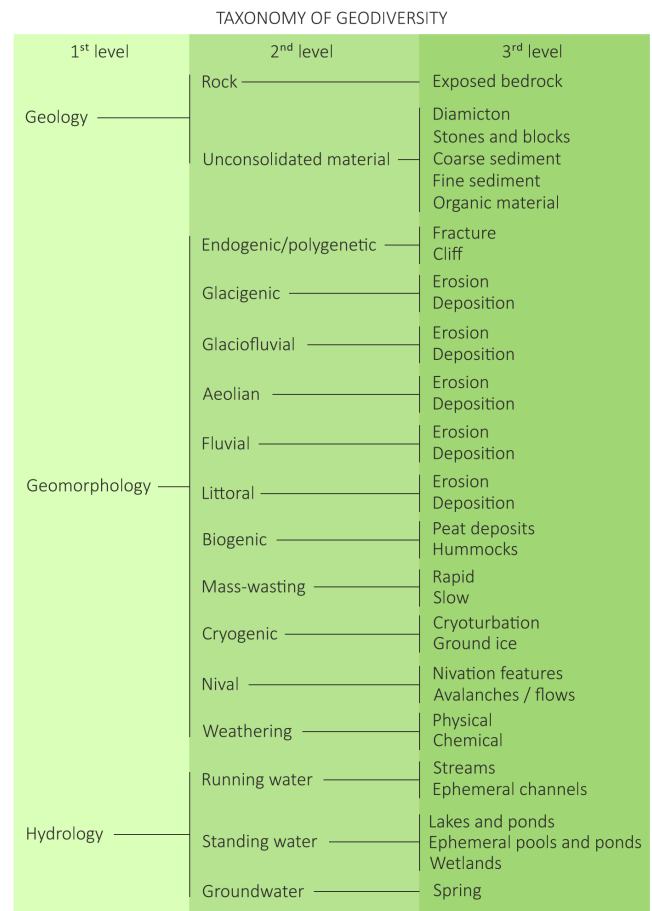 TAXONOMY OF GEODIVERSITY
1st level 2nd level 3rd level
Rock Exposed bedrock
Geology
Unconsolidated material
Diamicton
Stones and blocks
Coarse sediment
Fine sediment
Organic material
Geomorphology
Endogenic/polygenetic
Fracture
Cliff
Glacigenic
Erosion
Deposition
Glaciofluvial
Erosion
Deposition
Aeolian
Erosion
Deposition
Fluvial
Erosion
Deposition
Littoral
Erosion
Deposition
Biogenic
Peat deposits
Hummocks
Mass-wasting
Rapid
Slow
Cryogenic
Cryoturbation
Ground ice
Nival
Nivation features
Avalanches / flows
Weathering
Physical
Chemical
Hydrology
Running water
Streams
Ephemeral channels
Standing water
Lakes and ponds
Ephemeral pools and ponds
Wetlands
Groundwater Spring